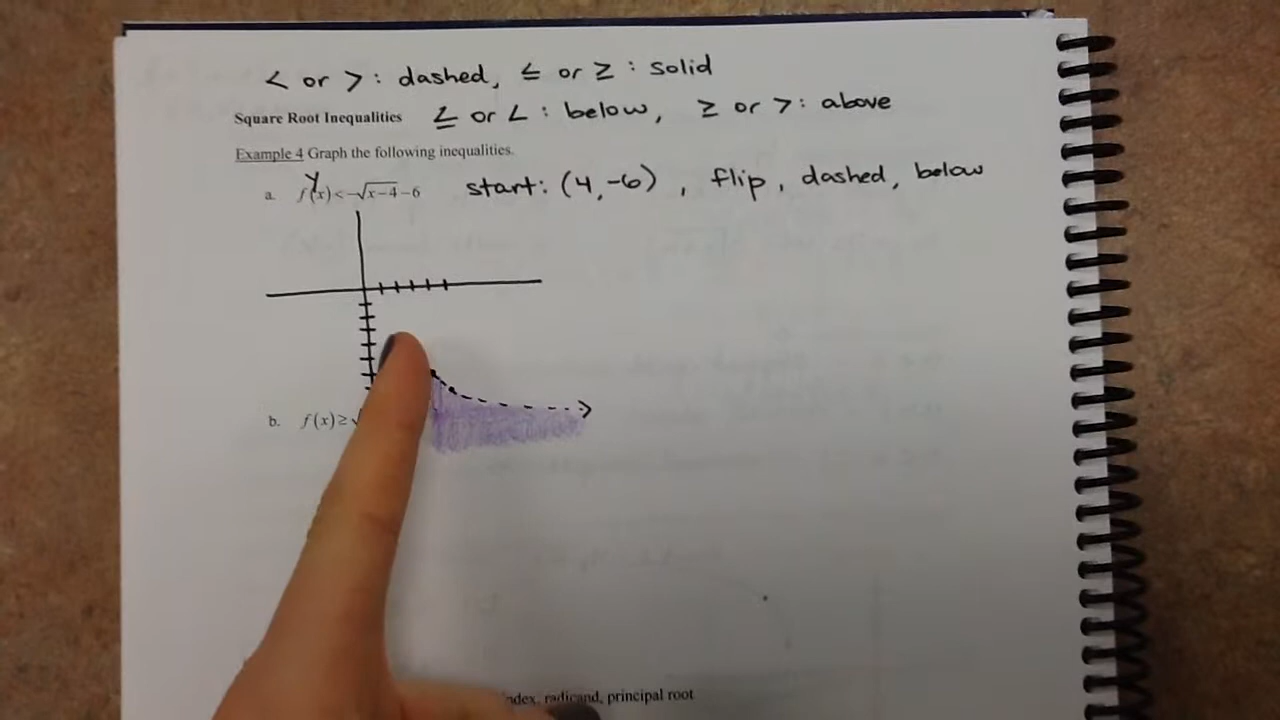 < or > : dashed, ≤ or ≥ : solid
Square Root Inequalities ≤ or < : below, ≥ or > : above
Example 4 Graph the following inequalities.
y
a. f(x) < -√x-4 - 6 start: (4, -6) , flip, dashed, below
b. f(x) ≥ √
index, radicand, principal root